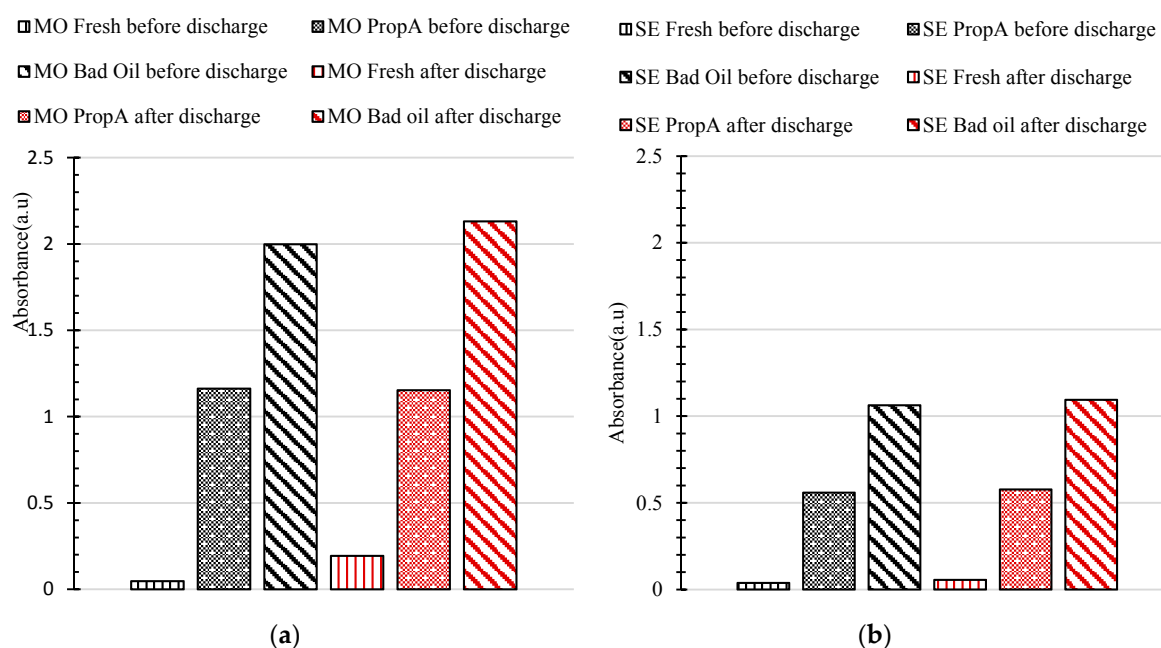 MO Fresh before discharge MO PropA before discharge
MO Bad Oil before discharge MO Fresh after discharge
MO PropA after discharge MO Bad oil after discharge
2.5
2
1.5
1
0.5
0
Absorbance(a.u)
(a)
SE Fresh before discharge SE PropA before discharge
SE Bad Oil before discharge SE Fresh after discharge
SE PropA after discharge SE Bad oil after discharge
2.5
2
1.5
1
0.5
0
Absorbance(a.u)
(b)